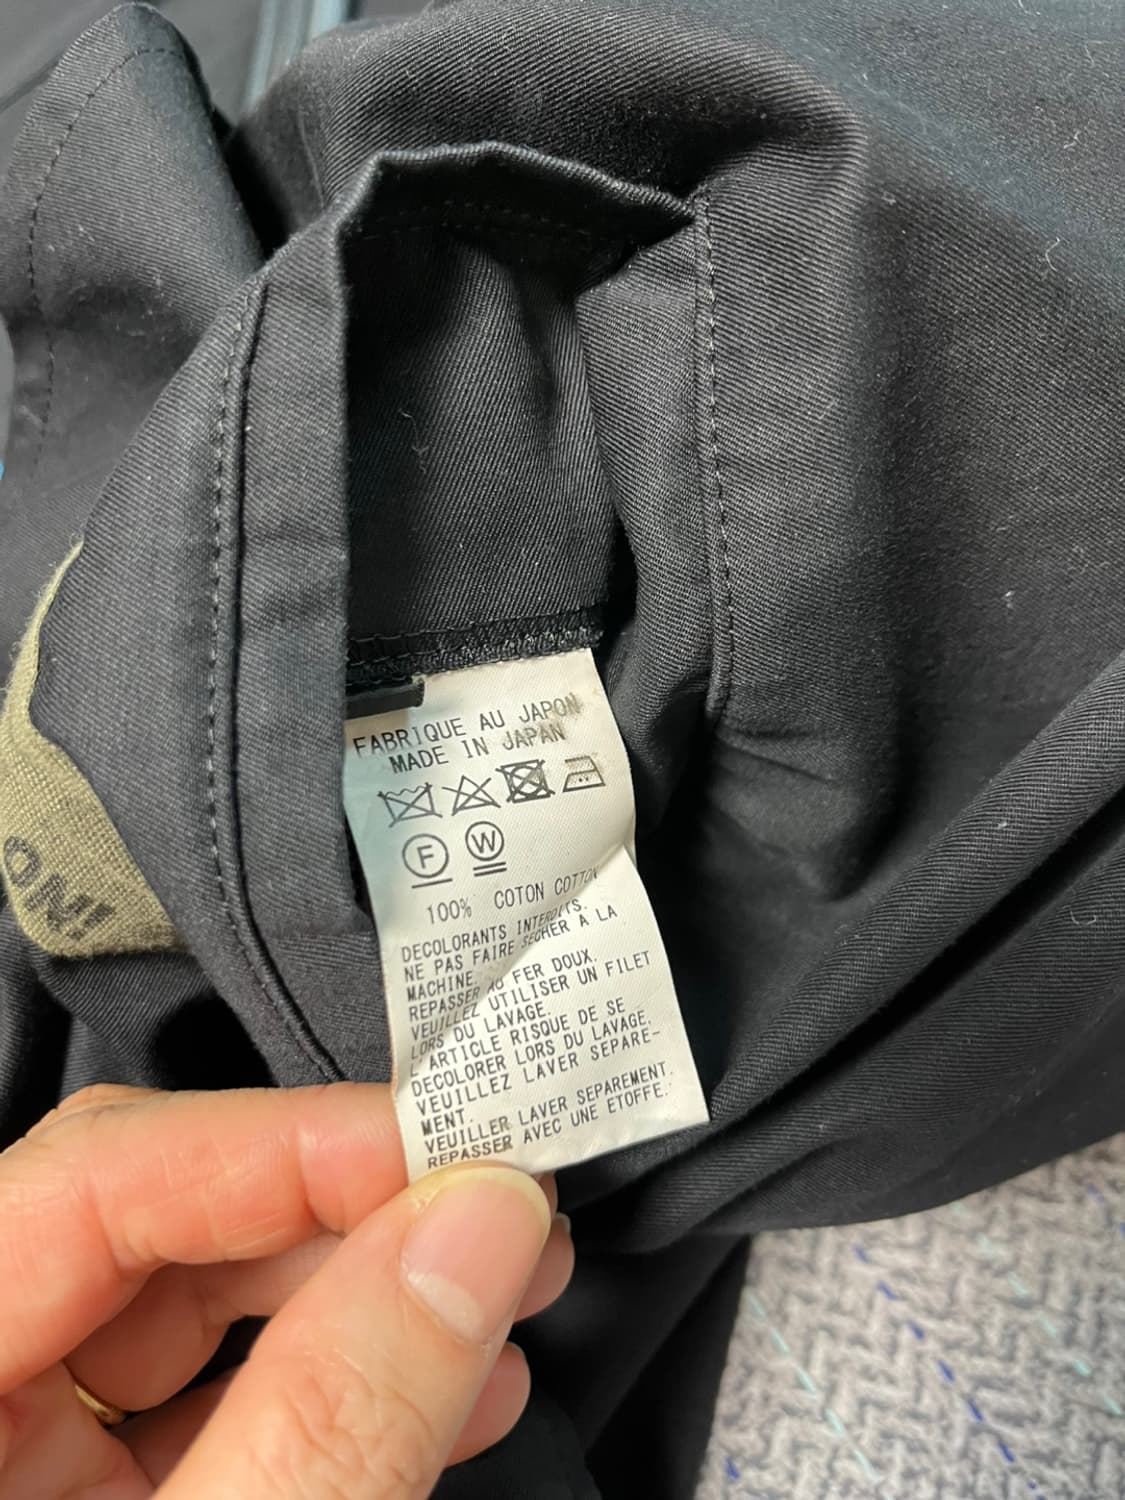 FABRIQUE AU JAPON
MADE IN JAPAN
F W
100% COTON COTTON
DECOLORANTS INTERDITS.
NE PAS FAIRE SECHER A LA
MACHINE.
REPASSER AU FER DOUX.
VEUILLEZ UTILISER UN FILET
LORS DU LAVAGE.
L'ARTICLE RISQUE DE SE
DECOLORER LORS DU LAVAGE.
VEUILLEZ LAVER SEPARE-
MENT.
VEUILLER LAVER SEPAREMENT.
REPASSER AVEC UNE ETOFFE.
ON!